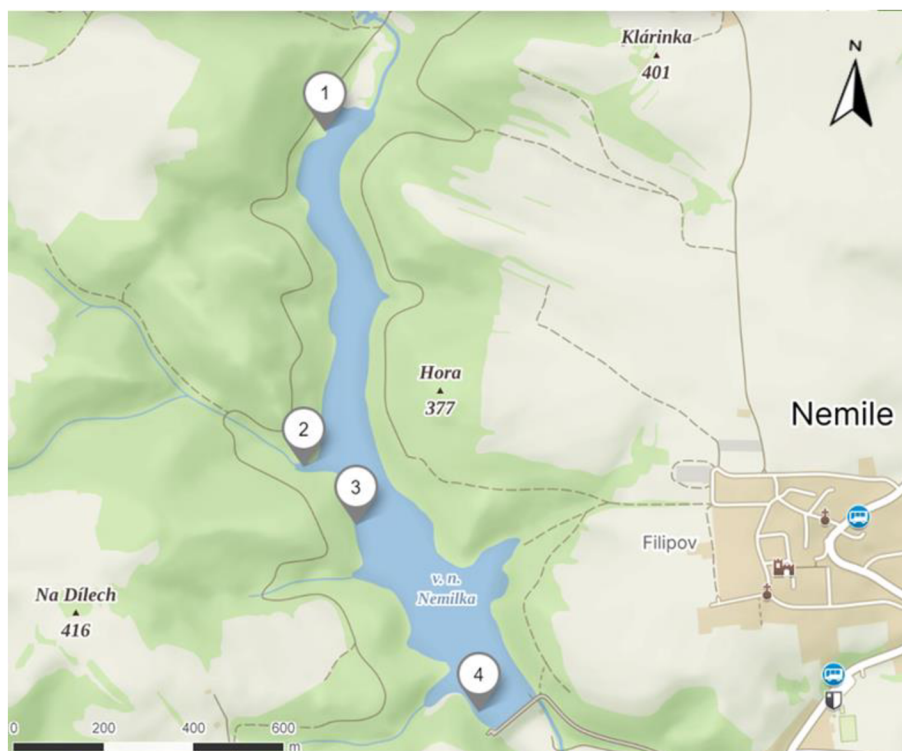 Klárinka
401
N
1
Hora
377
Nemile
2
3
Filipov
v. n.
Nemilka
Na Dílech
416
4
0 200 400 600
m